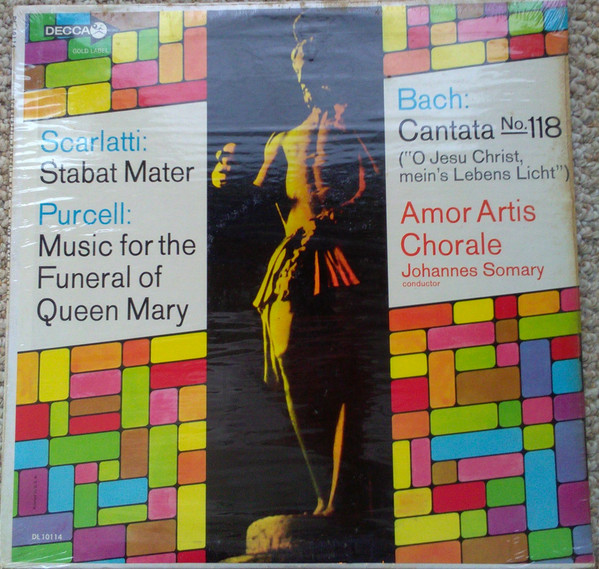 DECCA
GOLD LABEL
Scarlatti:
Stabat Mater
Purcell:
Music for the
Funeral of
Queen Mary
Bach:
Cantata No. 118
("O Jesu Christ,
mein's Lebens Licht")
Amor Artis
Chorale
Johannes Somary
conductor
DL 10114